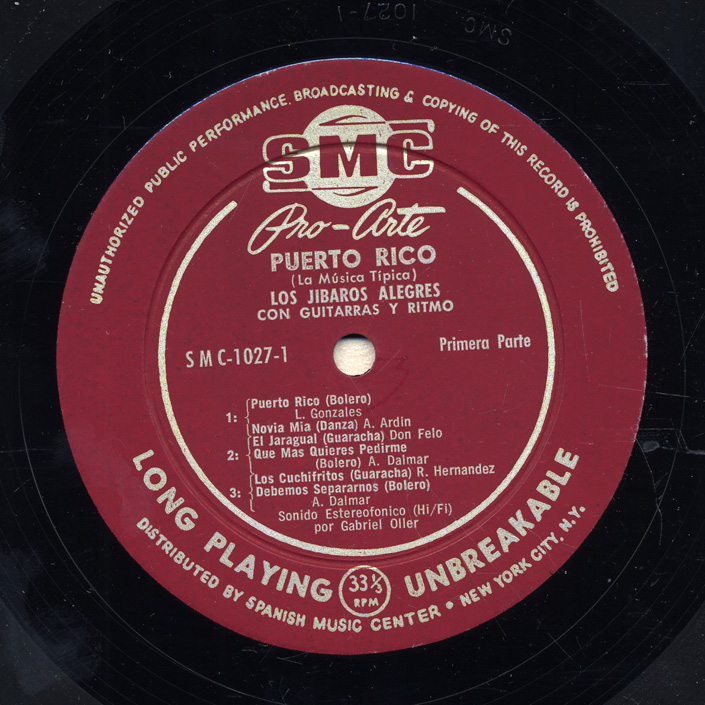 SMC 1027-1
UNAUTHORIZED PUBLIC PERFORMANCE, BROADCASTING & COPYING OF THIS RECORD IS PROHIBITED
SMC
Pro-Arte
PUERTO RICO
(La Música Típica)
LOS JIBAROS ALEGRES
CON GUITARRAS Y RITMO
SMC-1027-1
Primera Parte
Puerto Rico (Bolero)
1: L. Gonzales
Novia Mia (Danza) A. Ardin
El Jaragual (Guaracha) Don Felo
2: Que Mas Quieres Pedirme
(Bolero) A. Dalmar
Los Cuchifritos (Guaracha) R. Hernandez
3: Debemos Separarnos (Bolero)
A. Dalmar
Sonido Estereofonico (Hi/Fi)
por Gabriel Oller
LONG PLAYING 33⅓ RPM UNBREAKABLE
DISTRIBUTED BY SPANISH MUSIC CENTER • NEW YORK CITY, N.Y.